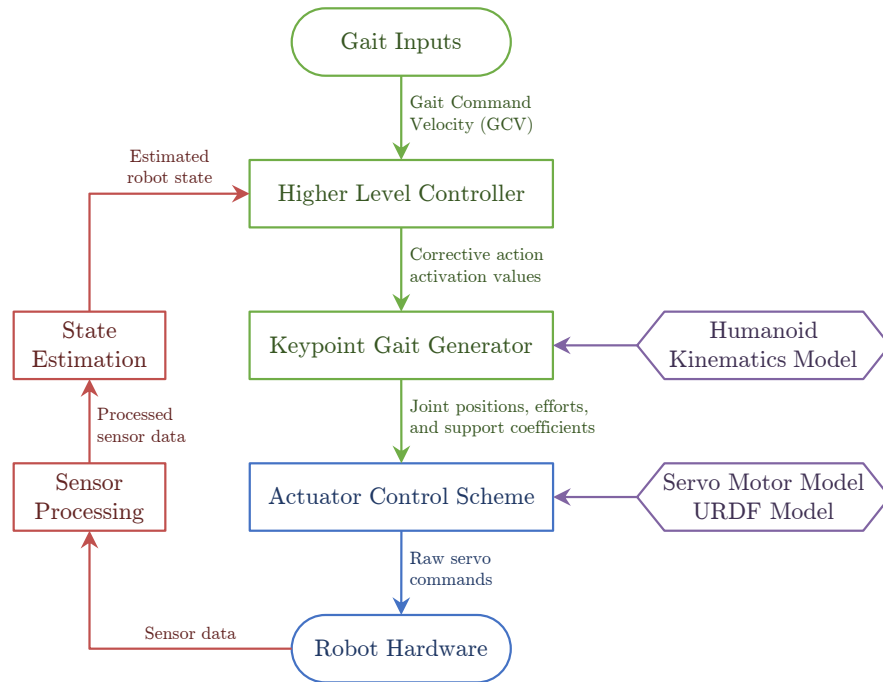 Gait Inputs
Gait Command
Velocity (GCV)
Estimated
robot state
Higher Level Controller
Corrective action
activation values
State
Estimation
Keypoint Gait Generator
Humanoid
Kinematics Model
Processed
sensor data
Joint positions, efforts,
and support coefficients
Sensor
Processing
Actuator Control Scheme
Servo Motor Model
URDF Model
Raw servo
commands
Sensor data
Robot Hardware